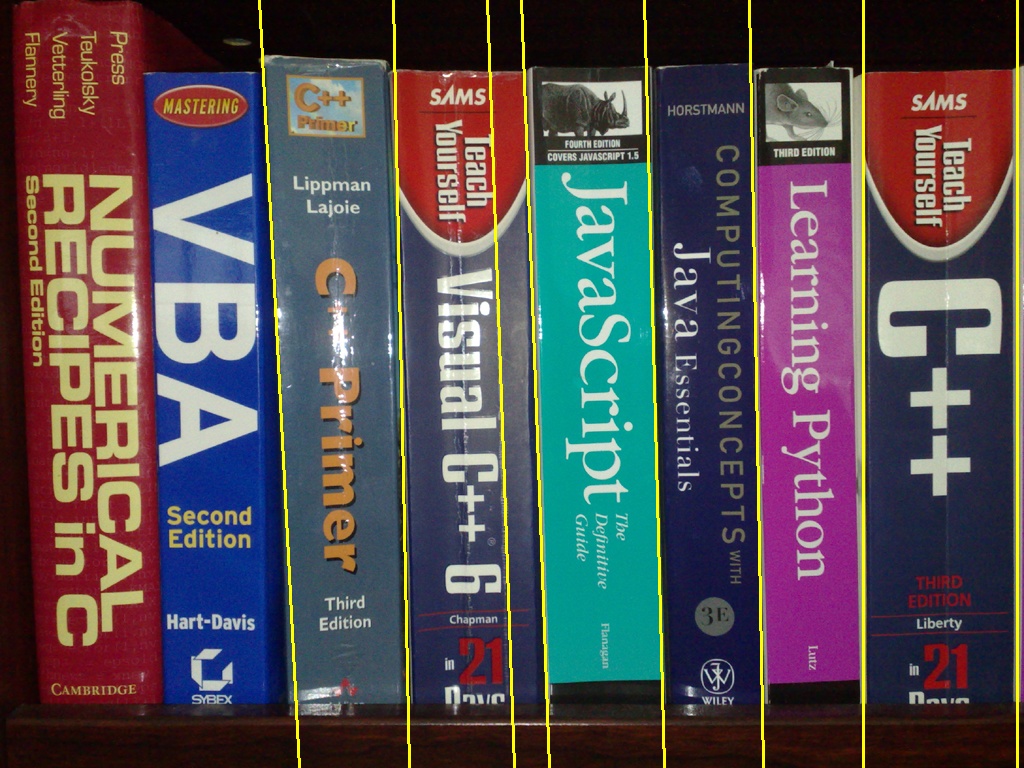 Press
Teukolsky
Vetterling
Flannery
NUMERICAL
RECIPES in C
Second Edition
CAMBRIDGE
MASTERING
VBA
Second
Edition
Hart-Davis
SYBEX
C++
Primer
Lippman
Lajoie
C++ Primer
Third
Edition
SAMS
Teach
Yourself
Visual C++ 6
Chapman
in 21
Days
FOURTH EDITION
COVERS JAVASCRIPT 1.5
JavaScript
The
Definitive
Guide
Flanagan
HORSTMANN
COMPUTING CONCEPTS WITH
Java Essentials
3E
WILEY
THIRD EDITION
Learning Python
Lutz
SAMS
Teach
Yourself
C++
THIRD
EDITION
Liberty
in 21
Days